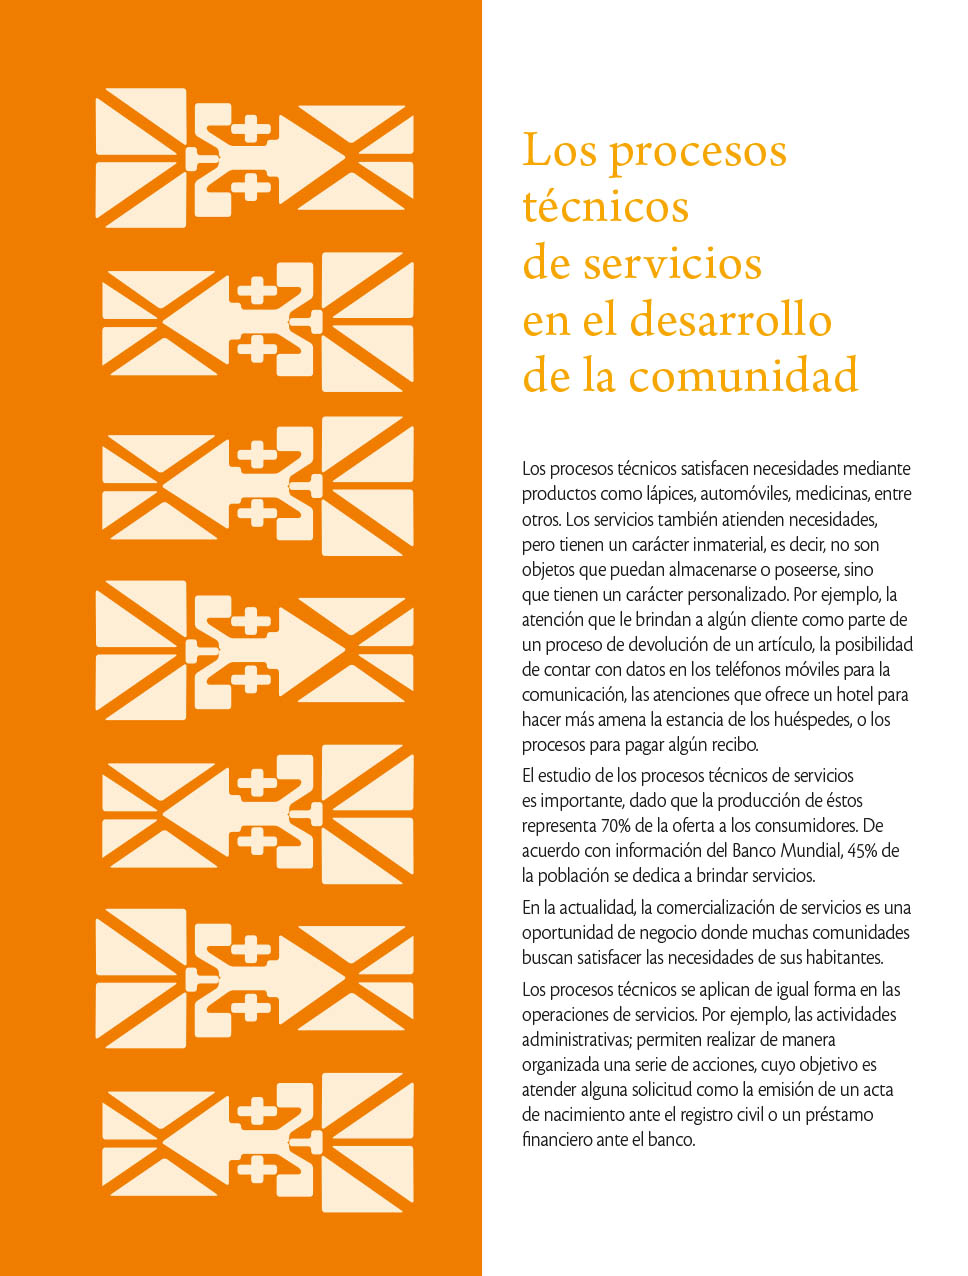 Los procesos
técnicos
de servicios
en el desarrollo
de la comunidad
Los procesos técnicos satisfacen necesidades mediante
productos como lápices, automóviles, medicinas, entre
otros. Los servicios también atienden necesidades,
pero tienen un carácter inmaterial, es decir, no son
objetos que puedan almacenarse o poseerse, sino
que tienen un carácter personalizado. Por ejemplo, la
atención que le brindan a algún cliente como parte de
un proceso de devolución de un artículo, la posibilidad
de contar con datos en los teléfonos móviles para la
comunicación, las atenciones que ofrece un hotel para
hacer más amena la estancia de los huéspedes, o los
procesos para pagar algún recibo.
El estudio de los procesos técnicos de servicios
es importante, dado que la producción de éstos
representa 70% de la oferta a los consumidores. De
acuerdo con información del Banco Mundial, 45% de
la población se dedica a brindar servicios.
En la actualidad, la comercialización de servicios es una
oportunidad de negocio donde muchas comunidades
buscan satisfacer las necesidades de sus habitantes.
Los procesos técnicos se aplican de igual forma en las
operaciones de servicios. Por ejemplo, las actividades
administrativas; permiten realizar de manera
organizada una serie de acciones, cuyo objetivo es
atender alguna solicitud como la emisión de un acta
de nacimiento ante el registro civil o un préstamo
financiero ante el banco.